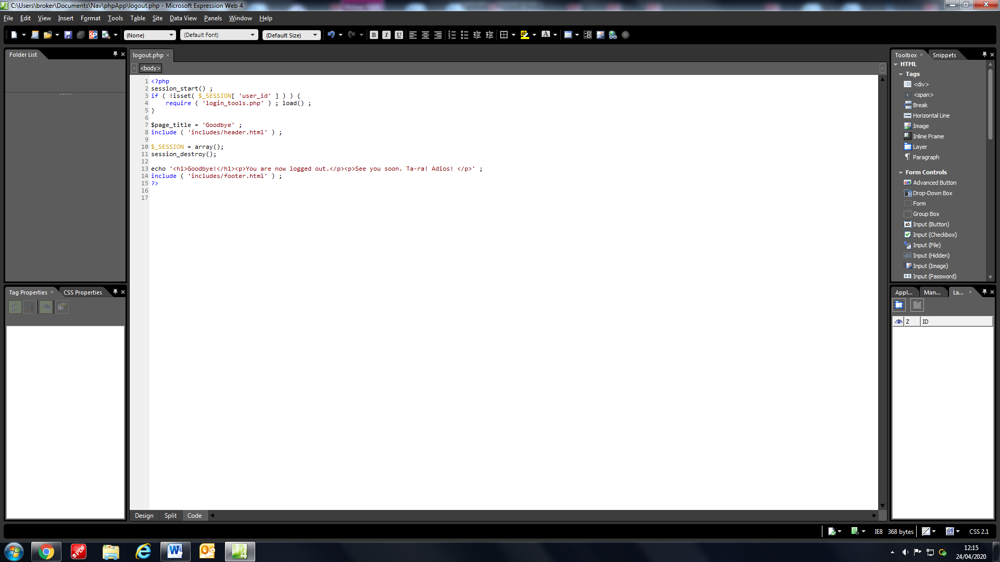 C:\Users\broker\Documents\Nav\phpApp\logout.php - Microsoft Expression Web 4
File Edit View Insert Format Tools Table Site Data View Panels Window Help
(None) (Default Font) (Default Size)
Folder List
logout.php
<body>
1 <?php
2 session_start() ;
3 if ( !isset( $_SESSION[ 'user_id' ] ) ) {
4     require ( 'login_tools.php' ) ; load() ;
5 }
6
7 $page_title = 'Goodbye' ;
8 include ( 'includes/header.html' ) ;
9
10 $_SESSION = array();
11 session_destroy();
12
13 echo '<h1>Goodbye!</h1><p>You are now logged out.</p><p>See you soon. Ta-ra! Adios! </p>' ;
14 include ( 'includes/footer.html' ) ;
15 ?>
16
17
Design Split Code
Tag Properties CSS Properties
Toolbox Snippets
HTML
Tags
<div>
<span>
Break
Horizontal Line
Image
Inline Frame
Layer
Paragraph
Form Controls
Advanced Button
Drop-Down Box
Form
Group Box
Input (Button)
Input (Checkbox)
Input (File)
Input (Hidden)
Input (Image)
Input (Password)
Appl... Man... La...
Z ID
IE8 368 bytes CSS 2.1
12:15
24/04/2020